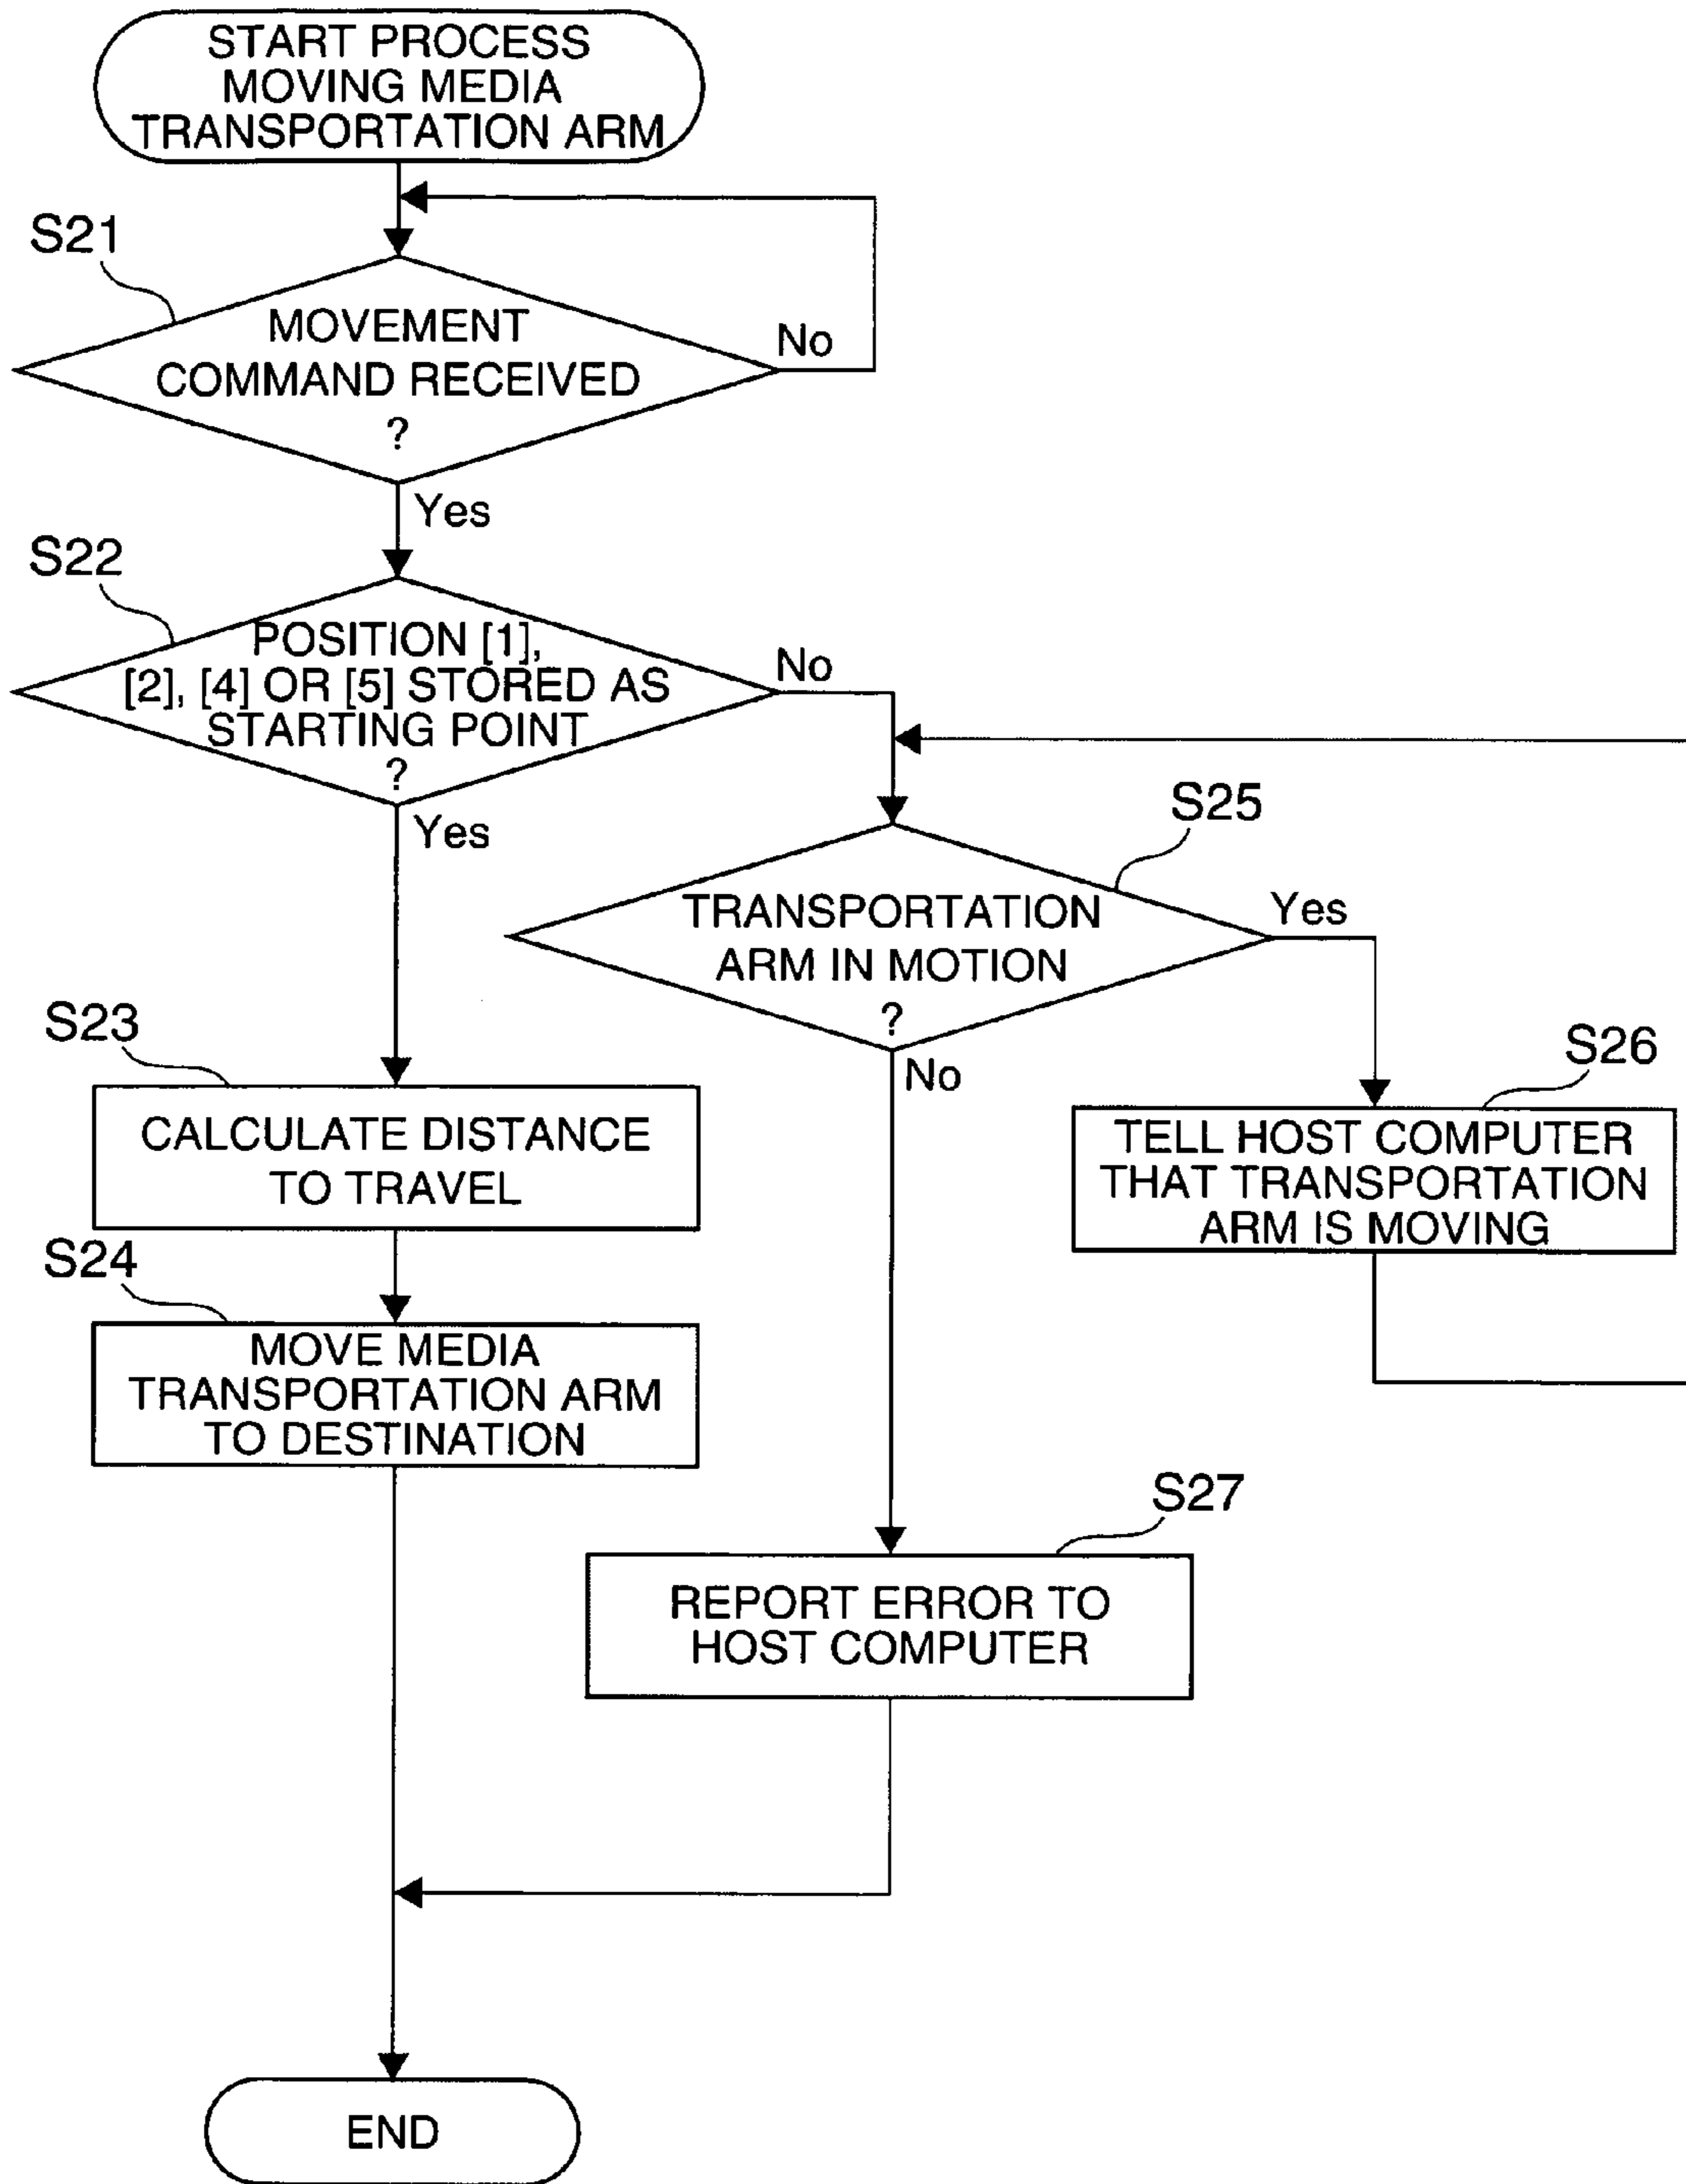 START PROCESS
MOVING MEDIA
TRANSPORTATION ARM
S21
MOVEMENT
COMMAND RECEIVED
?
No
Yes
S22
POSITION [1],
[2], [4] OR [5] STORED AS
STARTING POINT
?
No
Yes
S25
TRANSPORTATION
ARM IN MOTION
?
Yes
No
S23
CALCULATE DISTANCE
TO TRAVEL
S26
TELL HOST COMPUTER
THAT TRANSPORTATION
ARM IS MOVING
S24
MOVE MEDIA
TRANSPORTATION ARM
TO DESTINATION
S27
REPORT ERROR TO
HOST COMPUTER
END